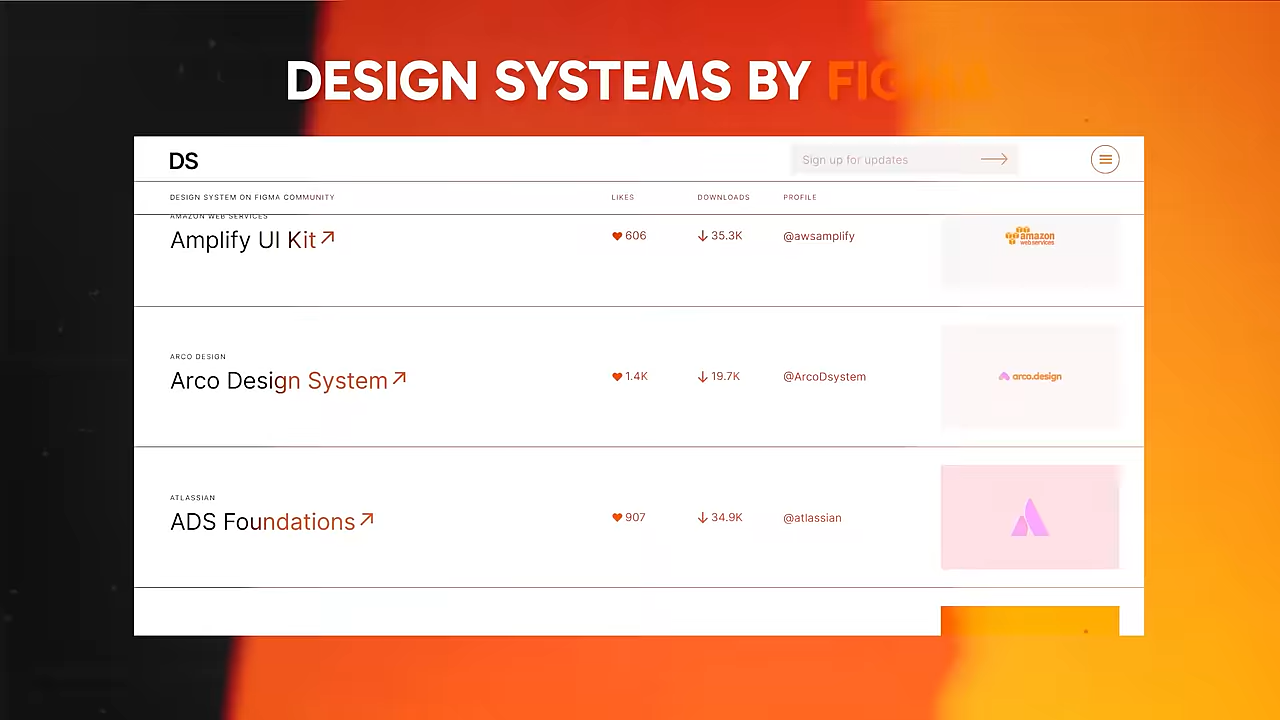 DESIGN SYSTEMS BY FIGMA
DS
Sign up for updates
DESIGN SYSTEM ON FIGMA COMMUNITY LIKES DOWNLOADS PROFILE
AMAZON WEB SERVICES
Amplify UI Kit 606 35.3K @awsamplify
amazon
web services
ARCO DESIGN
Arco Design System 1.4K 19.7K @ArcoDsystem
arco.design
ATLASSIAN
ADS Foundations 907 34.9K @atlassian